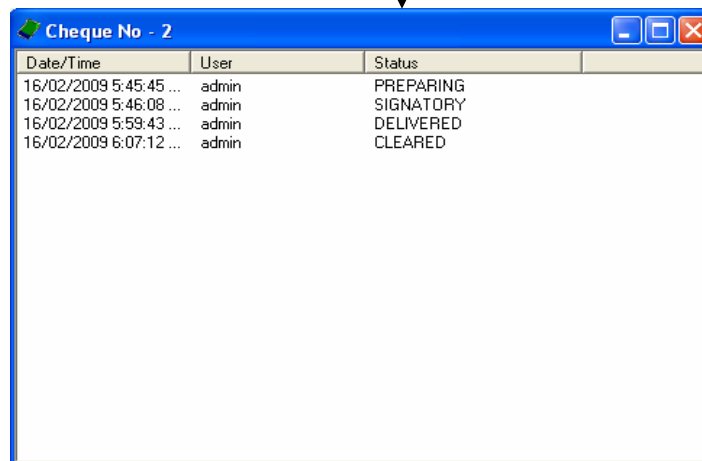 Cheque No - 2
Date/Time User Status
16/02/2009 5:45:45 ... admin PREPARING
16/02/2009 5:46:08 ... admin SIGNATORY
16/02/2009 5:59:43 ... admin DELIVERED
16/02/2009 6:07:12 ... admin CLEARED